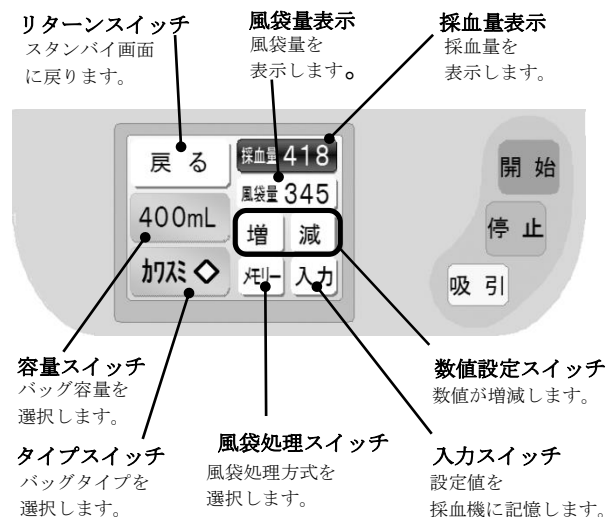 リターンスイッチ
スタンバイ画面
に戻ります。
風袋量表示
風袋量を
表示します。
採血量表示
採血量を
表示します。
戻る
採血量 418
風袋量 345
400mL
増 減
カワスミ◇
メモリー 入力
開始
停止
吸引
容量スイッチ
バッグ容量を
選択します。
数値設定スイッチ
数値が増減します。
タイプスイッチ
バッグタイプを
選択します。
風袋処理スイッチ
風袋処理方式を
選択します。
入力スイッチ
設定値を
採血機に記憶します。